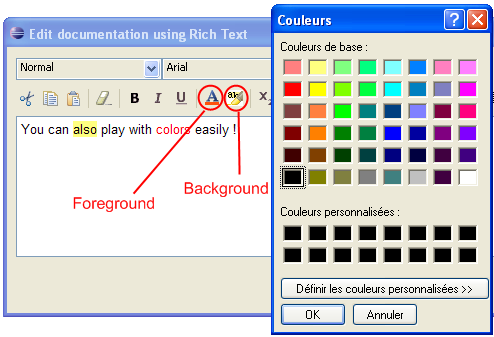 Edit documentation using Rich Text
Normal
Arial
B I U A ab X2
You can also play with colors easily !
Foreground
Background
Couleurs
?
Couleurs de base :
Couleurs personnalisées :
Définir les couleurs personnalisées >>
OK
Annuler